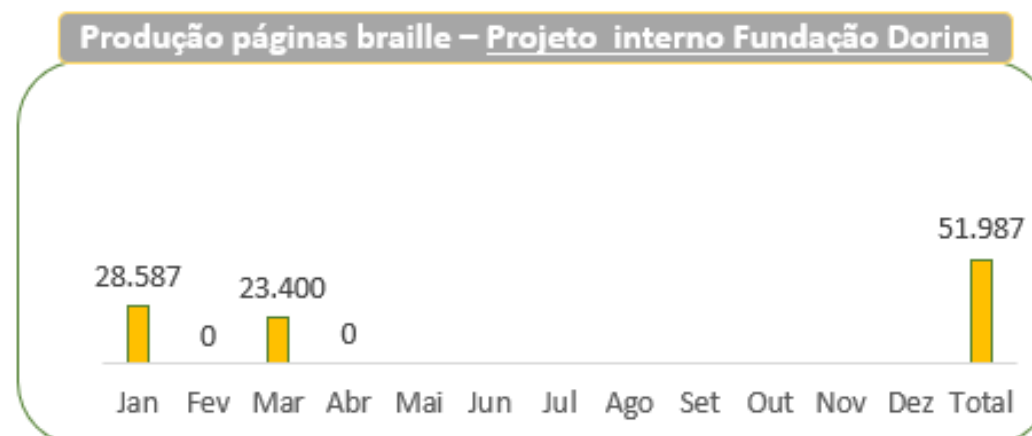 Produção páginas braille – Projeto interno Fundação Dorina
51.987
28.587
23.400
0
0
Jan Fev Mar Abr Mai Jun Jul Ago Set Out Nov Dez Total